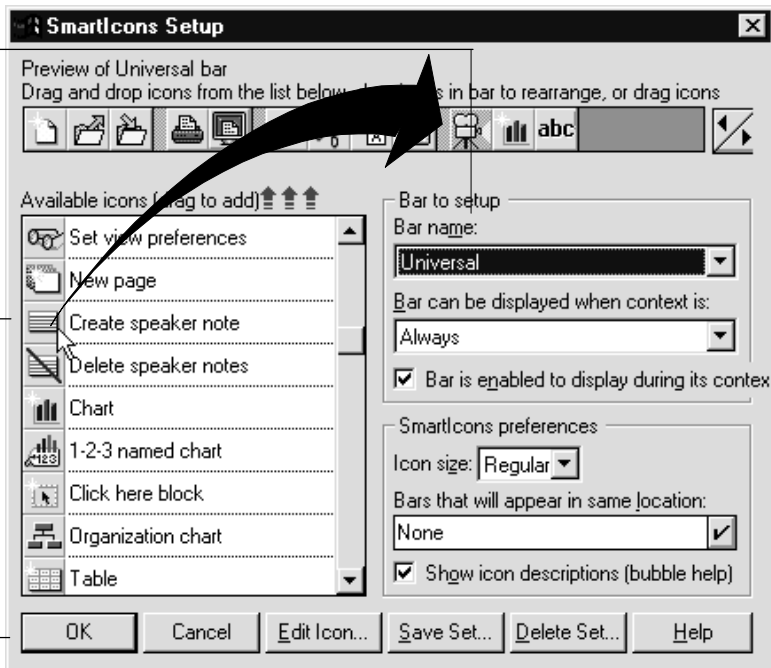 SmartIcons Setup
Preview of Universal bar
Drag and drop icons from the list below, in bar to rearrange, or drag icons
abc
Available icons (drag to add)
Set view preferences
New page
Create speaker note
Delete speaker notes
Chart
123
1-2-3 named chart
Click here block
Organization chart
Table
Bar to setup
Bar name:
Universal
Bar can be displayed when context is:
Always
Bar is enabled to display during its contex
SmartIcons preferences
Icon size: Regular
Bars that will appear in same location:
None
Show icon descriptions (bubble help)
OK Cancel Edit Icon... Save Set... Delete Set... Help